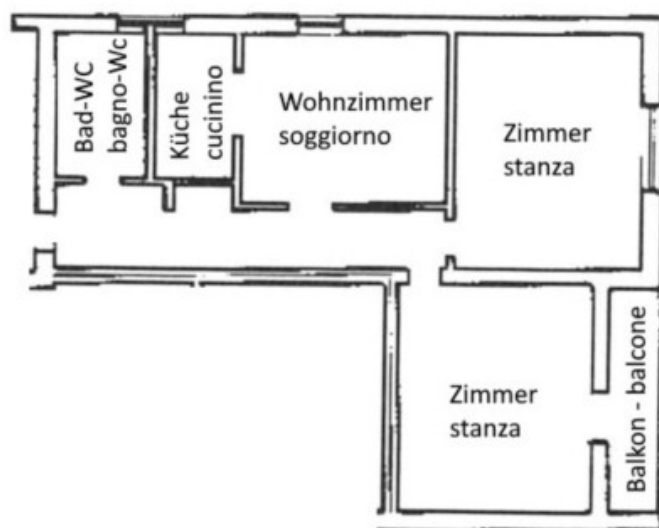 Bad-WC
bagno-Wc
Küche
cucinino
Wohnzimmer
soggiorno
Zimmer
stanza
Zimmer
stanza
Balkon - balcone